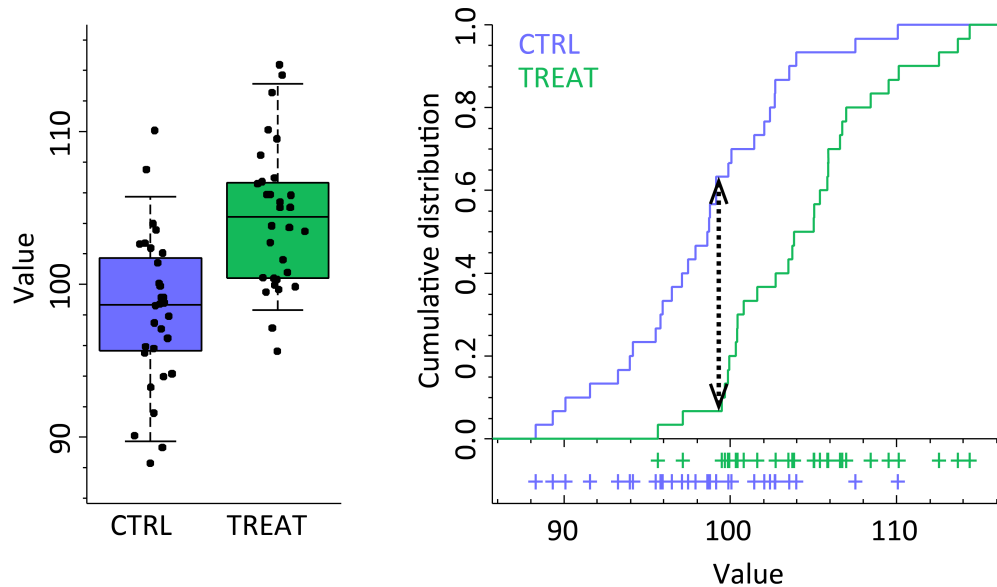 Value
90
100
110
CTRL
TREAT
CTRL
TREAT
Cumulative distribution
0.0
0.2
0.4
0.6
0.8
1.0
90
100
110
Value